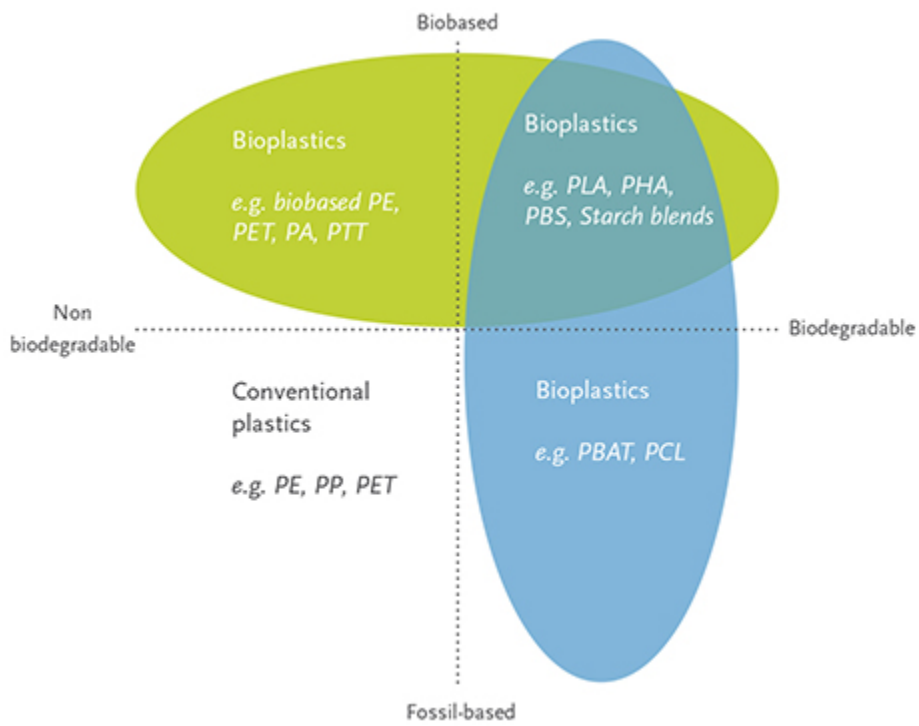 Biobased
Bioplastics
e.g. biobased PE,
PET, PA, PTT
Bioplastics
e.g. PLA, PHA,
PBS, Starch blends
Non
biodegradable
Biodegradable
Conventional
plastics
e.g. PE, PP, PET
Bioplastics
e.g. PBAT, PCL
Fossil-based